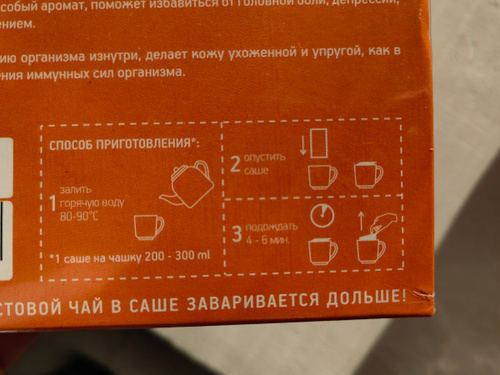 особый аромат, поможет избавиться от головной боли, депрессии,
ением.
ию организма изнутри, делает кожу ухоженной и упругой, как в
ения иммунных сил организма.
СПОСОБ ПРИГОТОВЛЕНИЯ*:
1 залить
горячую воду
80-90°C
*1 саше на чашку 200 - 300 ml
2 опустить
саше
3 подождать
4 - 6 мин.
СТОВОЙ ЧАЙ В САШЕ ЗАВАРИВАЕТСЯ ДОЛЬШЕ!